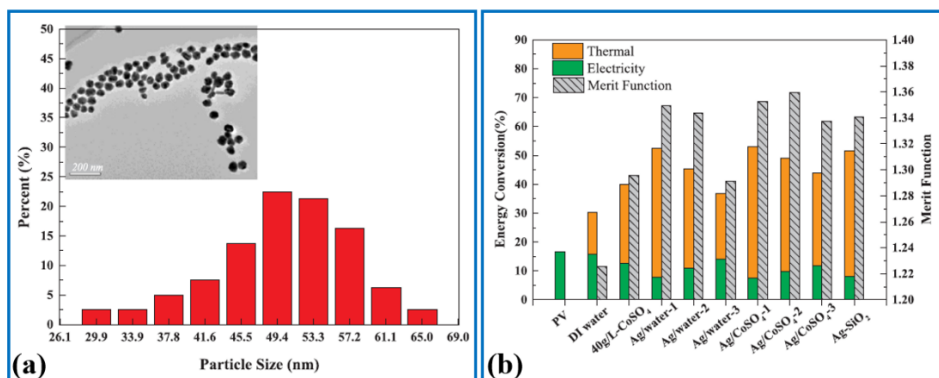 50
45
40
35
30
25
20
15
10
5
0
Percent (%)
200 nm
26.1 29.9 33.9 37.8 41.6 45.5 49.4 53.3 57.2 61.1 65.0 69.0
Particle Size (nm)
(a)
90
80
70
60
50
40
30
20
10
0
Energy Conversion(%)
Thermal
Electricity
Merit Function
1.40
1.38
1.36
1.34
1.32
1.30
1.28
1.26
1.24
1.22
1.20
Merit Function
PV
DI water
40g/L-CoSO₄
Ag/water-1
Ag/water-2
Ag/water-3
Ag/CoSO₄-1
Ag/CoSO₄-2
Ag/CoSO₄-3
Ag-SiO₂
(b)